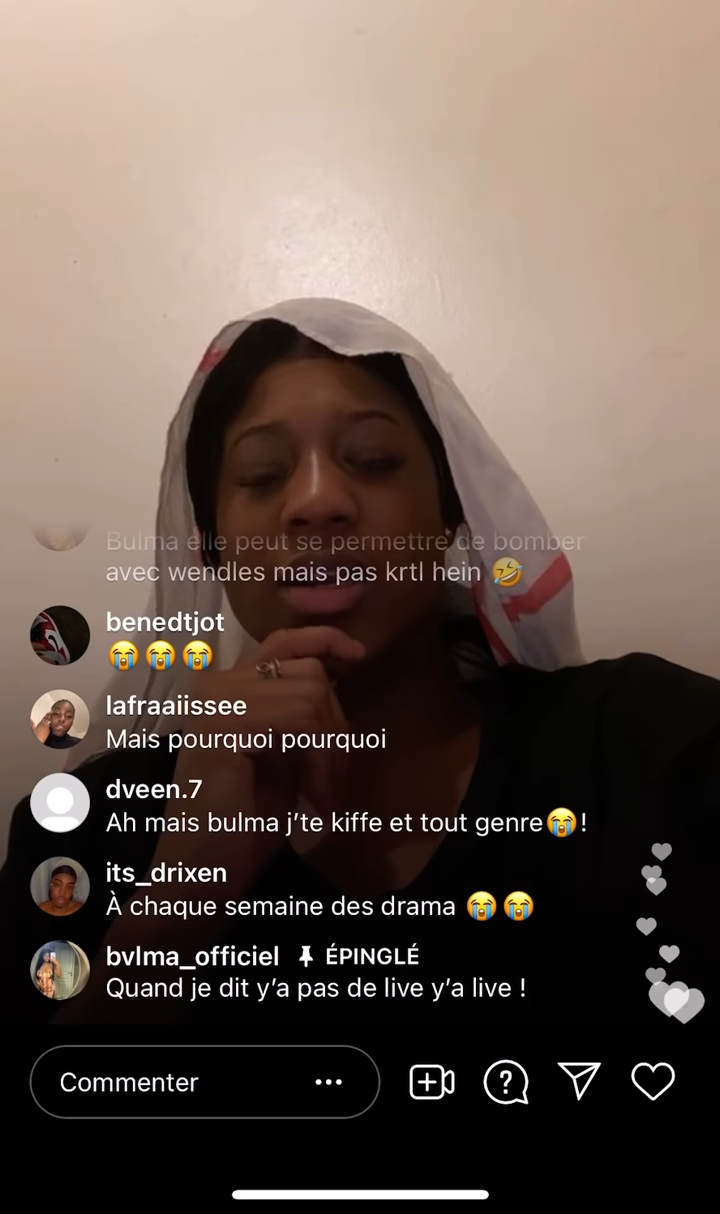 Bulma elle peut se permettre de bomber
avec wendles mais pas krtl hein 🤣
benedtjot
😭😭😭
lafraaiissee
Mais pourquoi pourquoi
dveen.7
Ah mais bulma j’te kiffe et tout genre😭!
its_drixen
À chaque semaine des drama 😭😭
bvlma_officiel ÉPINGLÉ
Quand je dit y’a pas de live y’a live !
Commenter